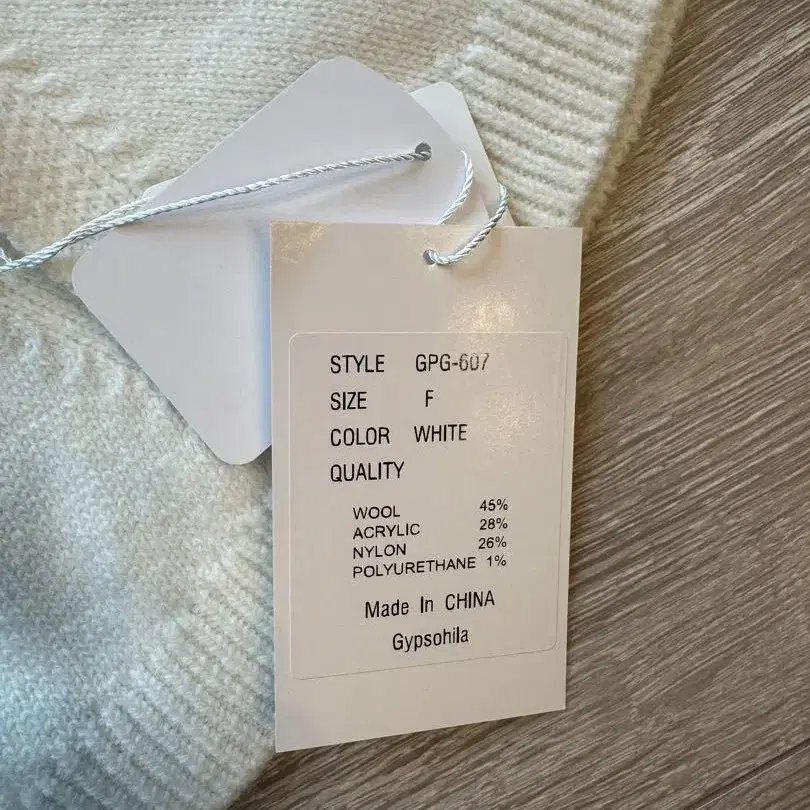 STYLE GPG-607
SIZE F
COLOR WHITE
QUALITY
WOOL 45%
ACRYLIC 28%
NYLON 26%
POLYURETHANE 1%
Made In CHINA
Gypsohila